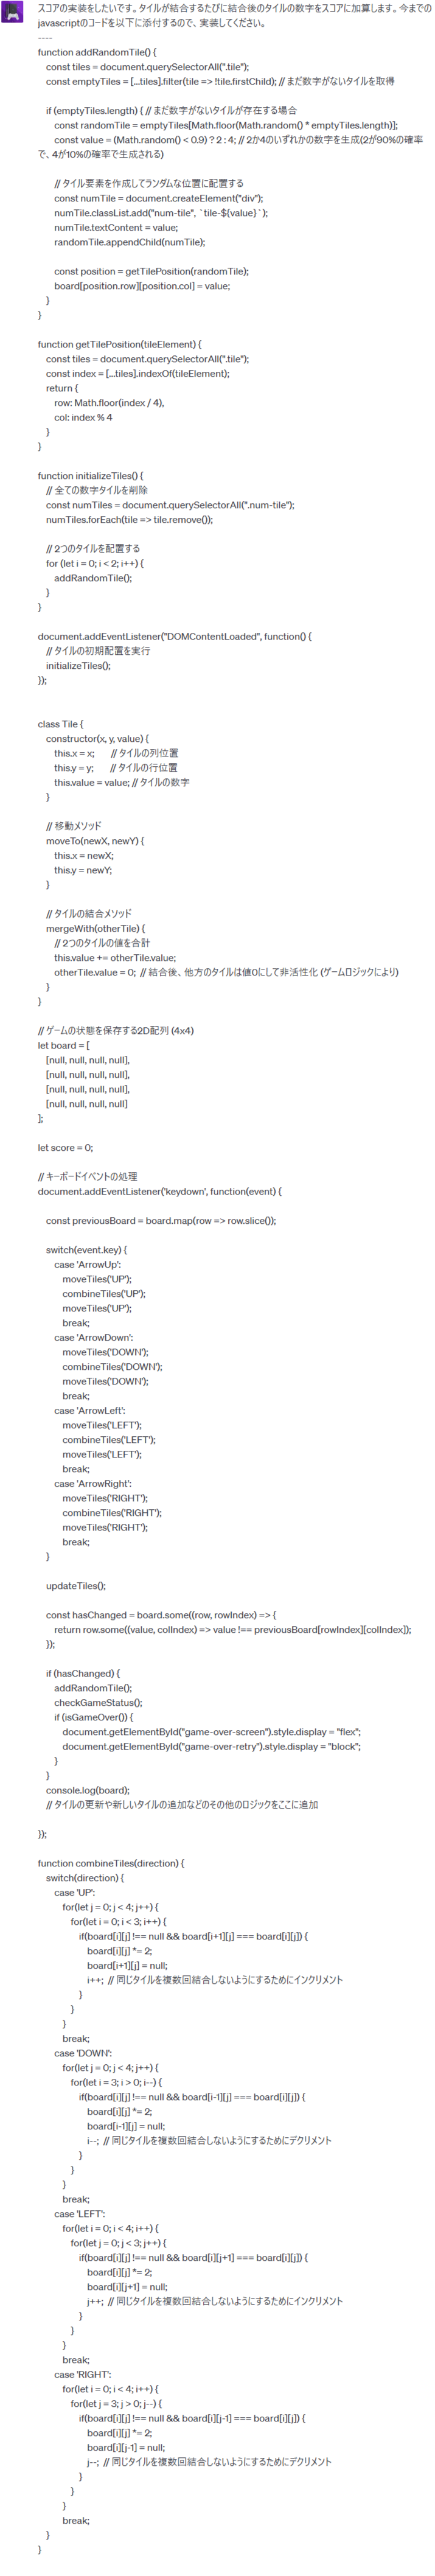 スコアの実装をしたいです。タイルが結合するたびに結合後のタイルの数字をスコアに加算します。今までの
javascriptのコードを以下に添付するので、実装してください。
----
function addRandomTile() {
const tiles = document.querySelectorAll(".tile");
const emptyTiles = [...tiles].filter(tile => !tile.firstChild); // まだ数字がないタイルを取得
if (emptyTiles.length) { // まだ数字がないタイルが存在する場合
const randomTile = emptyTiles[Math.floor(Math.random() * emptyTiles.length)];
const value = (Math.random() < 0.9) ? 2 : 4; // 2か4のいずれかの数字を生成(2が90%の確率
で、4が10%の確率で生成される)
// タイル要素を作成してランダムな位置に配置する
const numTile = document.createElement("div");
numTile.classList.add("num-tile", `tile-${value}`);
numTile.textContent = value;
randomTile.appendChild(numTile);
const position = getTilePosition(randomTile);
board[position.row][position.col] = value;
}
}
function getTilePosition(tileElement) {
const tiles = document.querySelectorAll(".tile");
const index = [...tiles].indexOf(tileElement);
return {
row: Math.floor(index / 4),
col: index % 4
}
}
function initializeTiles() {
// 全ての数字タイルを削除
const numTiles = document.querySelectorAll(".num-tile");
numTiles.forEach(tile => tile.remove());
// 2つのタイルを配置する
for (let i = 0; i < 2; i++) {
addRandomTile();
}
}
document.addEventListener("DOMContentLoaded", function() {
// タイルの初期配置を実行
initializeTiles();
});
class Tile {
constructor(x, y, value) {
this.x = x; // タイルの列位置
this.y = y; // タイルの行位置
this.value = value; // タイルの数字
}
// 移動メソッド
moveTo(newX, newY) {
this.x = newX;
this.y = newY;
}
// タイルの結合メソッド
mergeWith(otherTile) {
// 2つのタイルの値を合計
this.value += otherTile.value;
otherTile.value = 0; // 結合後、他方のタイルは値0にして非活性化 (ゲームロジックにより)
}
}
// ゲームの状態を保存する2D配列 (4x4)
let board = [
[null, null, null, null],
[null, null, null, null],
[null, null, null, null],
[null, null, null, null]
];
let score = 0;
// キーボードイベントの処理
document.addEventListener('keydown', function(event) {
const previousBoard = board.map(row => row.slice());
switch(event.key) {
case 'ArrowUp':
moveTiles('UP');
combineTiles('UP');
moveTiles('UP');
break;
case 'ArrowDown':
moveTiles('DOWN');
combineTiles('DOWN');
moveTiles('DOWN');
break;
case 'ArrowLeft':
moveTiles('LEFT');
combineTiles('LEFT');
moveTiles('LEFT');
break;
case 'ArrowRight':
moveTiles('RIGHT');
combineTiles('RIGHT');
moveTiles('RIGHT');
break;
}
updateTiles();
const hasChanged = board.some((row, rowIndex) => {
return row.some((value, colIndex) => value !== previousBoard[rowIndex][colIndex]);
});
if (hasChanged) {
addRandomTile();
checkGameStatus();
if (isGameOver()) {
document.getElementById("game-over-screen").style.display = "flex";
document.getElementById("game-over-retry").style.display = "block";
}
}
console.log(board);
// タイルの更新や新しいタイルの追加などのその他のロジックをここに追加
});
function combineTiles(direction) {
switch(direction) {
case 'UP':
for(let j = 0; j < 4; j++) {
for(let i = 0; i < 3; i++) {
if(board[i][j] !== null && board[i+1][j] === board[i][j]) {
board[i][j] *= 2;
board[i+1][j] = null;
i++; // 同じタイルを複数回結合しないようにするためにインクリメント
}
}
}
break;
case 'DOWN':
for(let j = 0; j < 4; j++) {
for(let i = 3; i > 0; i--) {
if(board[i][j] !== null && board[i-1][j] === board[i][j]) {
board[i][j] *= 2;
board[i-1][j] = null;
i--; // 同じタイルを複数回結合しないようにするためにデクリメント
}
}
}
break;
case 'LEFT':
for(let i = 0; i < 4; i++) {
for(let j = 0; j < 3; j++) {
if(board[i][j] !== null && board[i][j+1] === board[i][j]) {
board[i][j] *= 2;
board[i][j+1] = null;
j++; // 同じタイルを複数回結合しないようにするためにインクリメント
}
}
}
break;
case 'RIGHT':
for(let i = 0; i < 4; i++) {
for(let j = 3; j > 0; j--) {
if(board[i][j] !== null && board[i][j-1] === board[i][j]) {
board[i][j] *= 2;
board[i][j-1] = null;
j--; // 同じタイルを複数回結合しないようにするためにデクリメント
}
}
}
break;
}
}